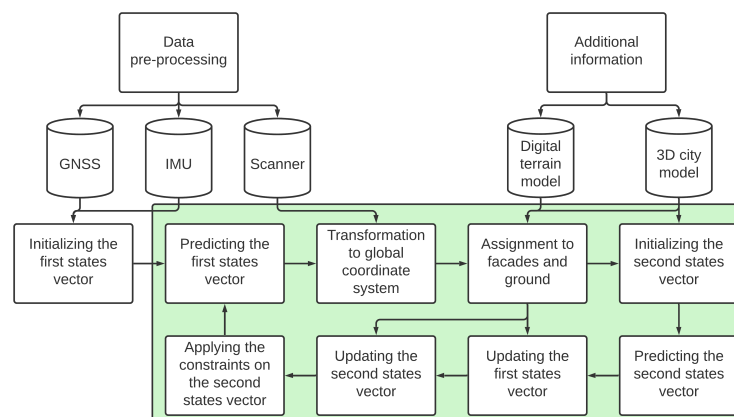 Data
pre-processing
Additional
information
GNSS
IMU
Scanner
Digital
terrain
model
3D city
model
Initializing the
first states
vector
Predicting the
first states
vector
Transformation
to global
coordinate
system
Assignment to
facades and
ground
Initializing the
second states
vector
Applying the
constraints on
the second
states vector
Updating the
second states
vector
Updating the
first states
vector
Predicting the
second states
vector